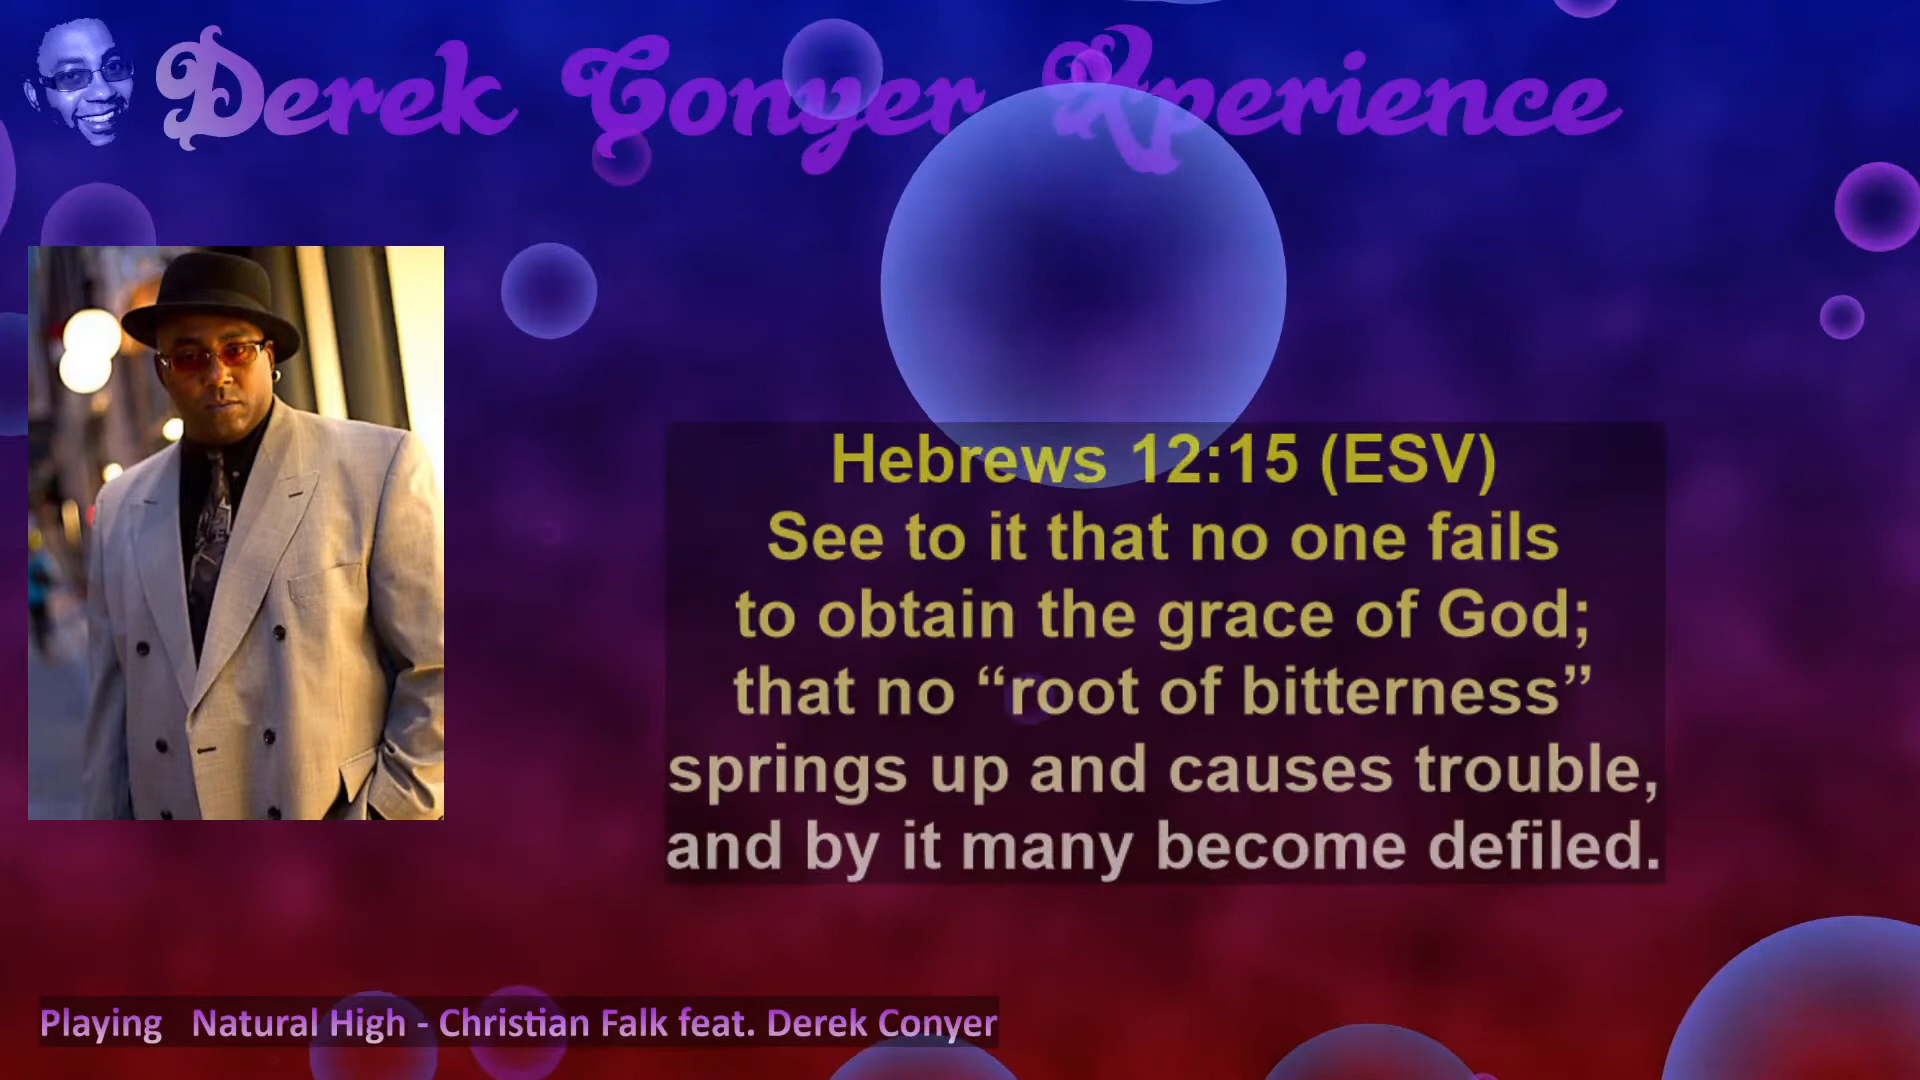 Derek Conyer Xperience
Hebrews 12:15 (ESV)
See to it that no one fails
to obtain the grace of God;
that no “root of bitterness”
springs up and causes trouble,
and by it many become defiled.
Playing Natural High - Christian Falk feat. Derek Conyer